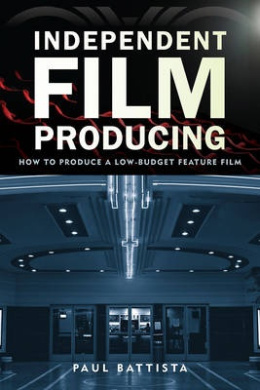 INDEPENDENT
FILM
PRODUCING
HOW TO PRODUCE A LOW-BUDGET FEATURE FILM
PAUL BATTISTA